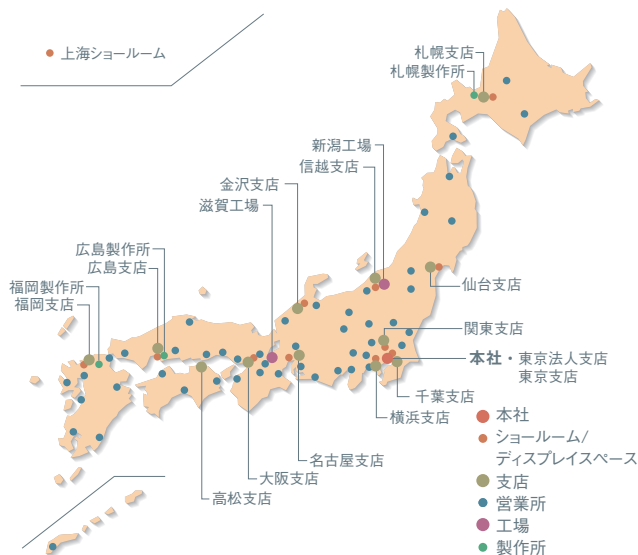 上海ショールーム
札幌支店
札幌製作所
新潟工場
信越支店
金沢支店
滋賀工場
広島製作所
広島支店
福岡製作所
福岡支店
仙台支店
関東支店
本社・東京法人支店
東京支店
千葉支店
横浜支店
名古屋支店
大阪支店
高松支店
本社
ショールーム/
ディスプレイスペース
支店
営業所
工場
製作所